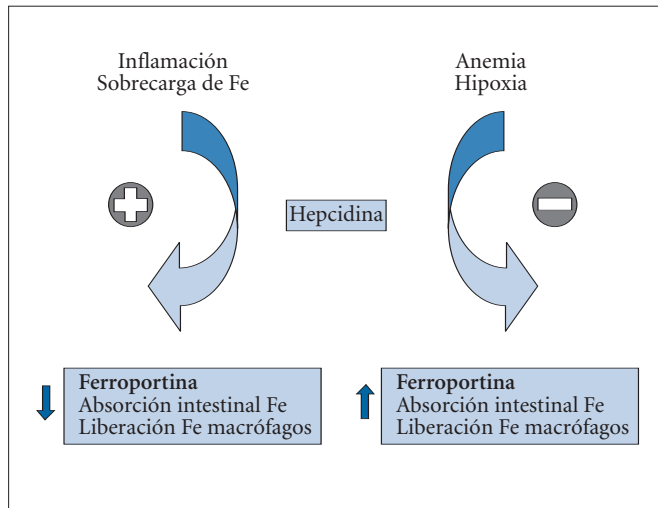 Inflamación
Sobrecarga de Fe
Anemia
Hipoxia
Hepcidina
Ferroportina
Absorción intestinal Fe
Liberación Fe macrófagos
Ferroportina
Absorción intestinal Fe
Liberación Fe macrófagos